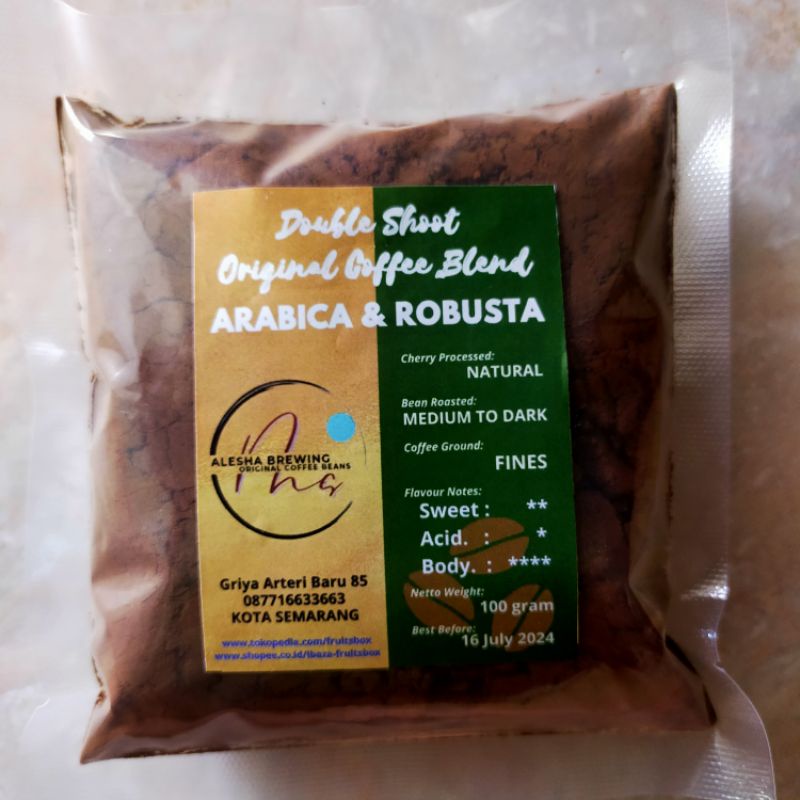 Double Shoot
Original Coffee Blend
ARABICA & ROBUSTA
ALESHA BREWING
ORIGINAL COFFEE BEANS
Griya Arteri Baru 85
087716633663
KOTA SEMARANG
www.tokopedia.com/fruitsbox
www.shopee.co.id/ibaza-fruitsbox
Cherry Processed:
NATURAL
Bean Roasted:
MEDIUM TO DARK
Coffee Ground:
FINES
Flavour Notes:
Sweet : **
Acid. : *
Body. : ****
Netto Weight:
100 gram
Best Before:
16 July 2024